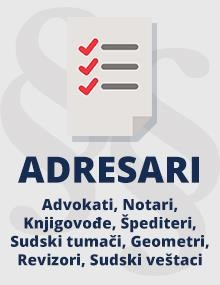 ADRESARI
Advokati, Notari,
Knjigovođe, Špediteri,
Sudski tumači, Geometri,
Revizori, Sudski veštaci